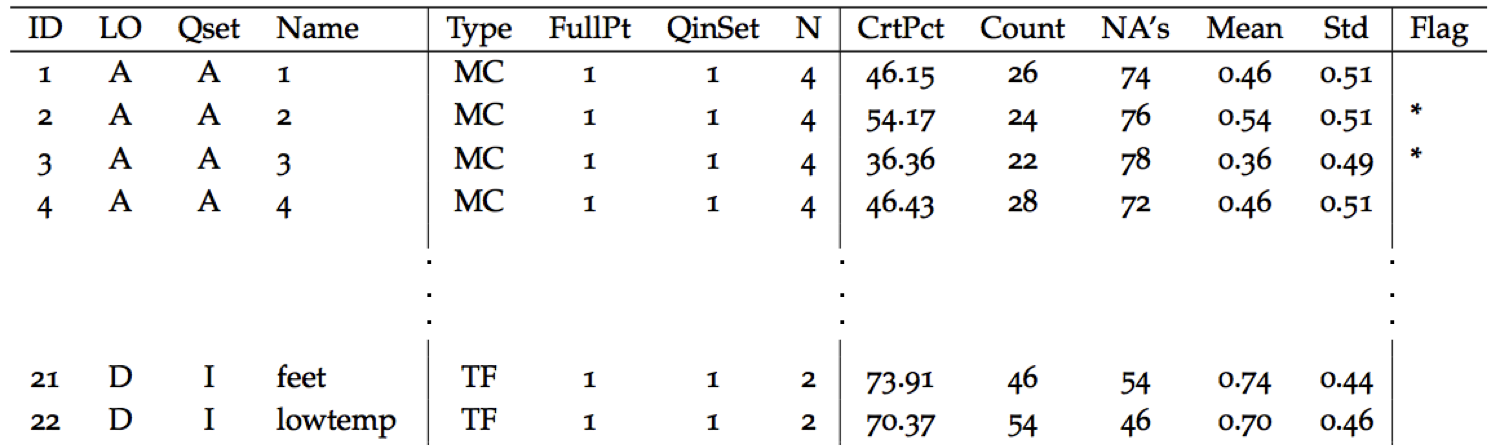 ID LO Qset Name Type FullPt QinSet N CrtPct Count NA's Mean Std Flag
1 A A 1 MC 1 1 4 46.15 26 74 0.46 0.51
2 A A 2 MC 1 1 4 54.17 24 76 0.54 0.51 *
3 A A 3 MC 1 1 4 36.36 22 78 0.36 0.49 *
4 A A 4 MC 1 1 4 46.43 28 72 0.46 0.51
. . .
. . .
. . .
21 D I feet TF 1 1 2 73.91 46 54 0.74 0.44
22 D I lowtemp TF 1 1 2 70.37 54 46 0.70 0.46